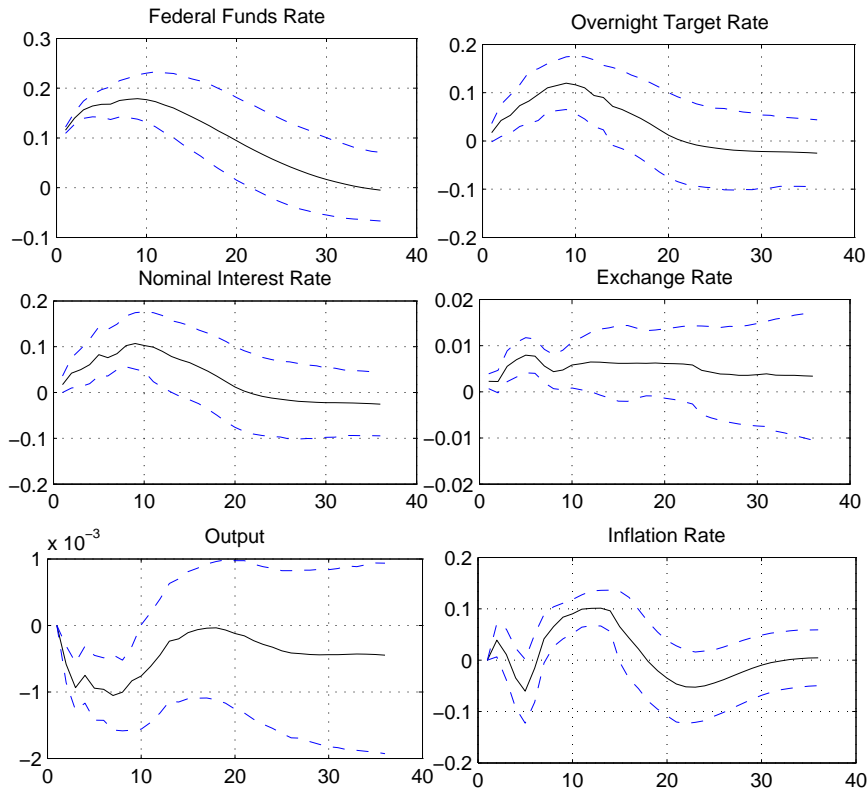 Federal Funds Rate
0.3
0.2
0.1
0
−0.1
0 10 20 30 40
Overnight Target Rate
0.2
0.1
0
−0.1
−0.2
0 10 20 30 40
Nominal Interest Rate
0.2
0.1
0
−0.1
−0.2
0 10 20 30 40
Exchange Rate
0.02
0.01
0
−0.01
−0.02
0 10 20 30 40
Output
x 10−3
1
0
−1
−2
0 10 20 30 40
Inflation Rate
0.2
0.1
0
−0.1
−0.2
0 10 20 30 40